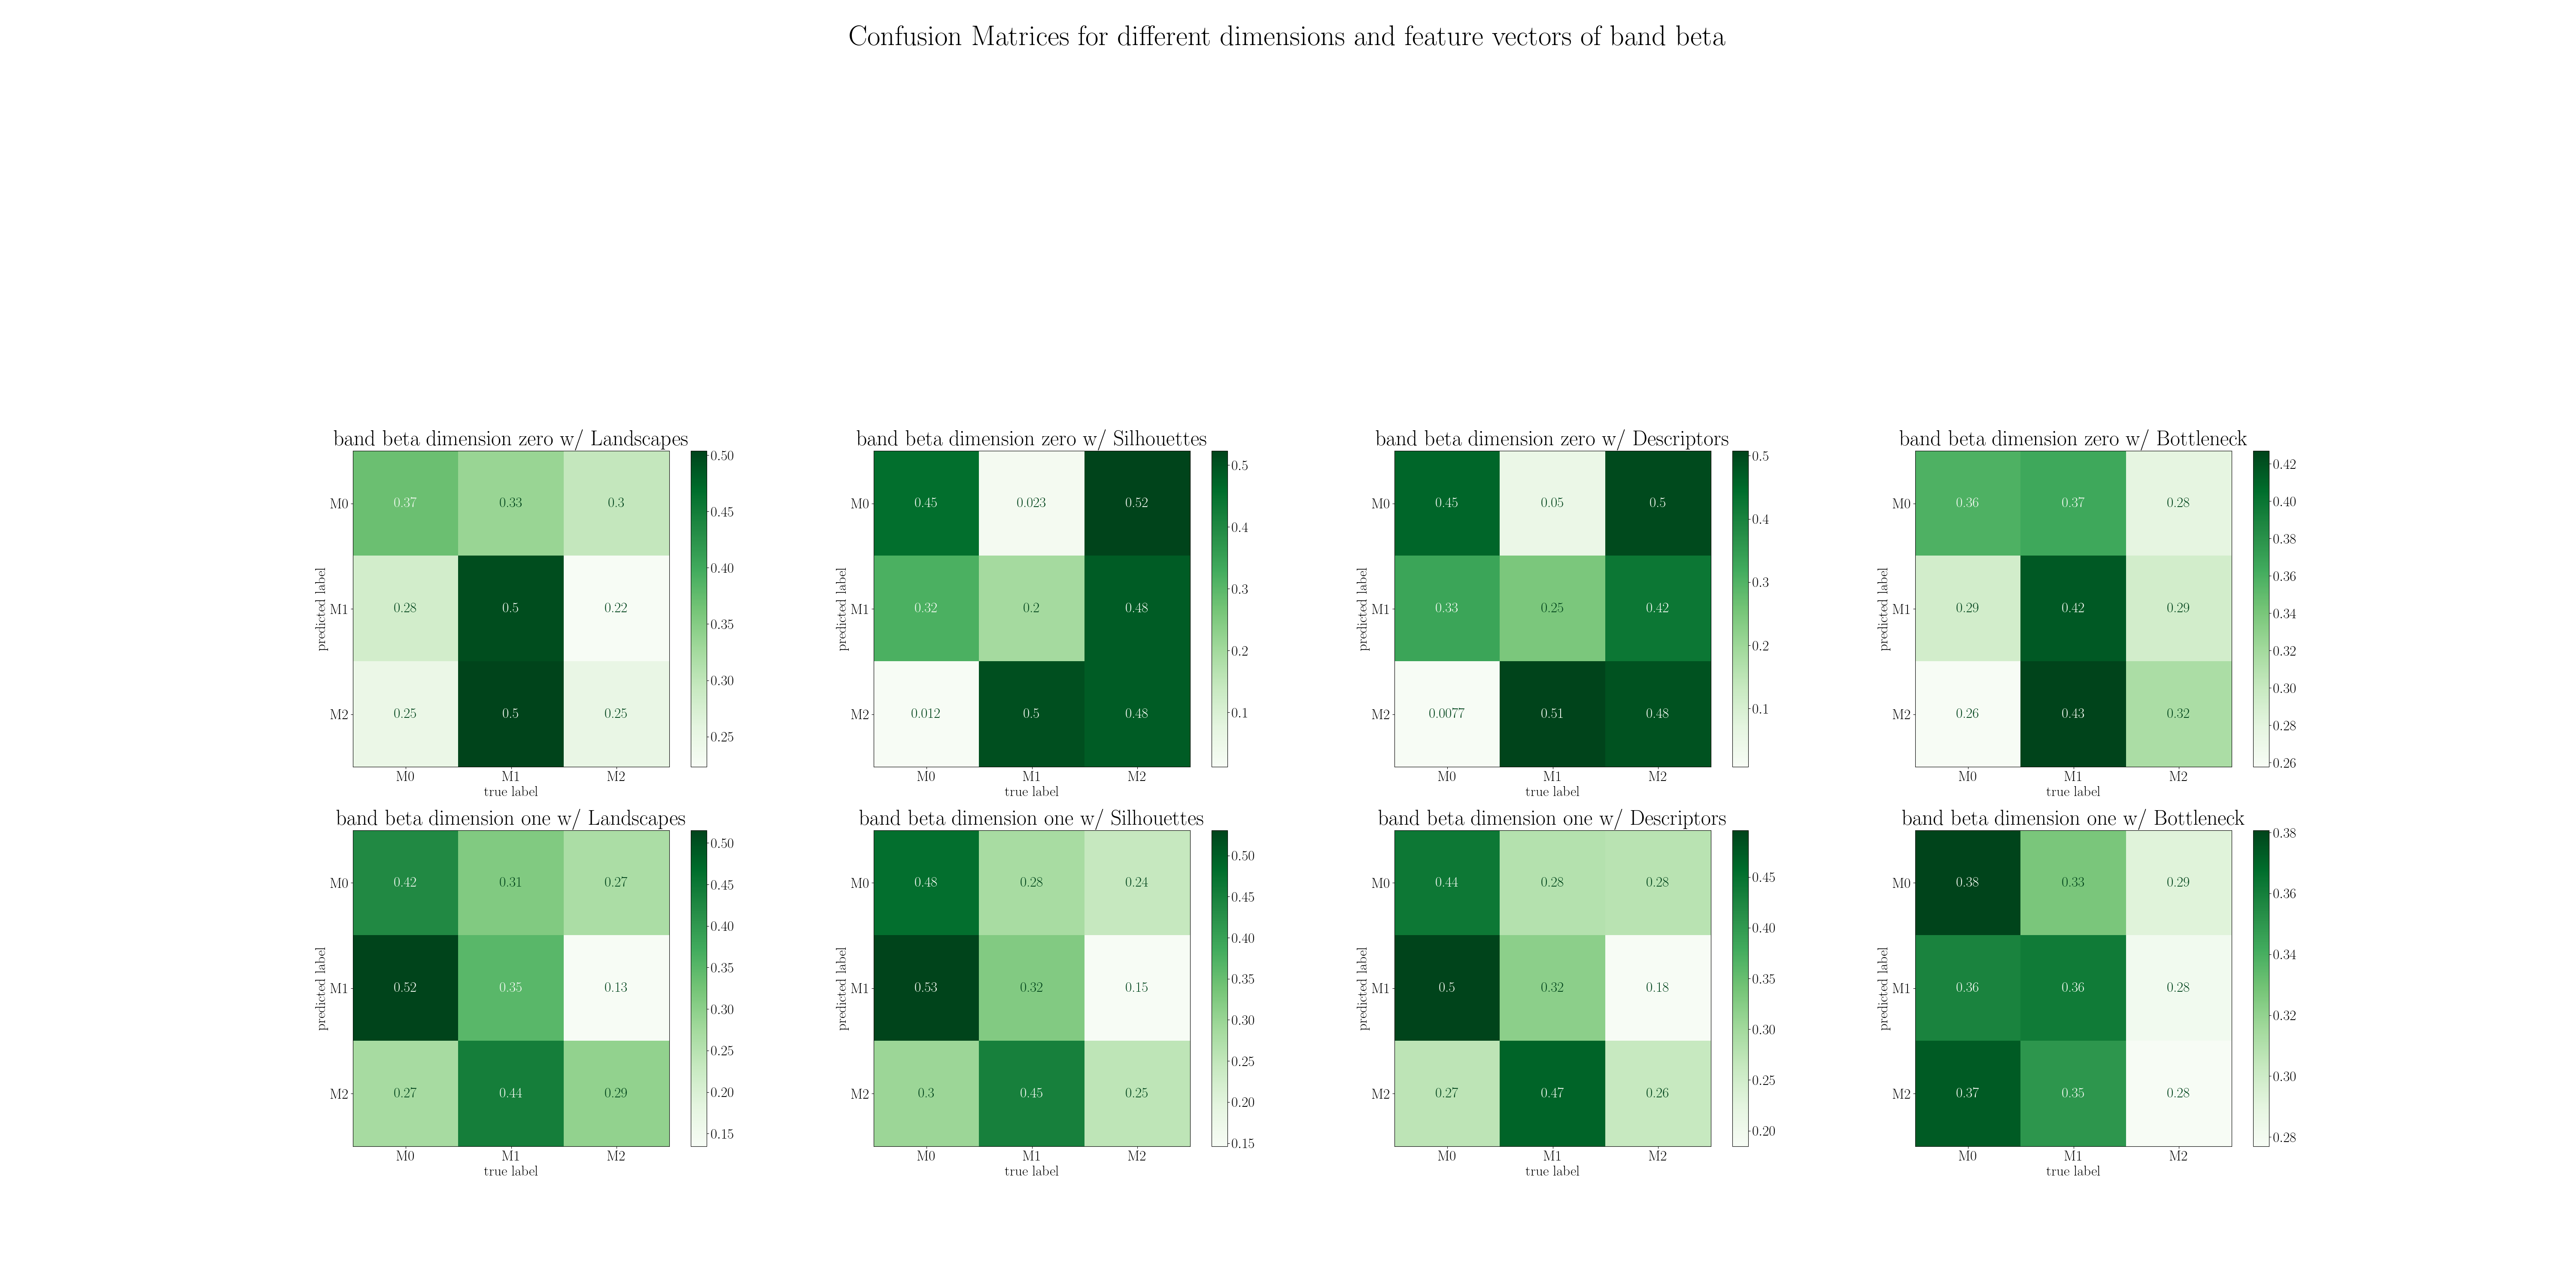 Confusion Matrices for different dimensions and feature vectors of band beta
band beta dimension zero w/ Landscapes
0.50
0.45
0.40
0.35
0.30
0.25
predicted label
M0 0.37 0.33 0.3
M1 0.28 0.5 0.22
M2 0.25 0.5 0.25
M0 M1 M2
true label
band beta dimension zero w/ Silhouettes
0.5
0.4
0.3
0.2
0.1
predicted label
M0 0.45 0.023 0.52
M1 0.32 0.2 0.48
M2 0.012 0.5 0.48
M0 M1 M2
true label
band beta dimension zero w/ Descriptors
0.5
0.4
0.3
0.2
0.1
predicted label
M0 0.45 0.05 0.5
M1 0.33 0.25 0.42
M2 0.0077 0.51 0.48
M0 M1 M2
true label
band beta dimension zero w/ Bottleneck
0.42
0.40
0.38
0.36
0.34
0.32
0.30
0.28
0.26
predicted label
M0 0.36 0.37 0.28
M1 0.29 0.42 0.29
M2 0.26 0.43 0.32
M0 M1 M2
true label
band beta dimension one w/ Landscapes
0.50
0.45
0.40
0.35
0.30
0.25
0.20
0.15
predicted label
M0 0.42 0.31 0.27
M1 0.52 0.35 0.13
M2 0.27 0.44 0.29
M0 M1 M2
true label
band beta dimension one w/ Silhouettes
0.50
0.45
0.40
0.35
0.30
0.25
0.20
0.15
predicted label
M0 0.48 0.28 0.24
M1 0.53 0.32 0.15
M2 0.3 0.45 0.25
M0 M1 M2
true label
band beta dimension one w/ Descriptors
0.45
0.40
0.35
0.30
0.25
0.20
predicted label
M0 0.44 0.28 0.28
M1 0.5 0.32 0.18
M2 0.27 0.47 0.26
M0 M1 M2
true label
band beta dimension one w/ Bottleneck
0.38
0.36
0.34
0.32
0.30
0.28
predicted label
M0 0.38 0.33 0.29
M1 0.36 0.36 0.28
M2 0.37 0.35 0.28
M0 M1 M2
true label